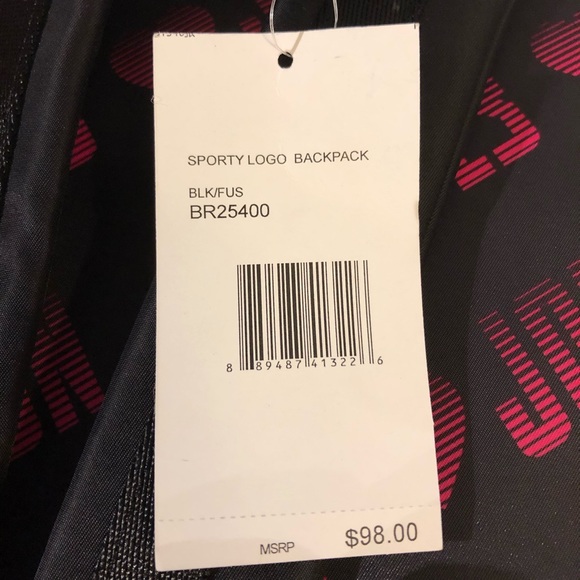 SPORTY LOGO BACKPACK
BLK/FUS
BR25400
8 89487 41322 6
MSRP $98.00